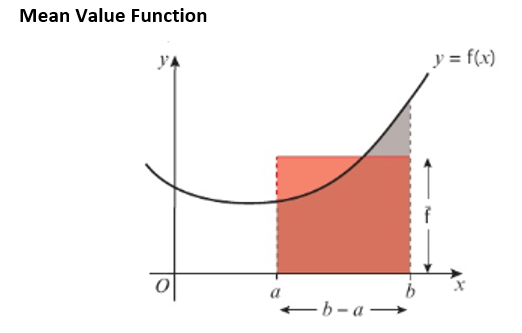 Mean Value Function
y
y = f(x)
f̄
O
a
b
x
b – a